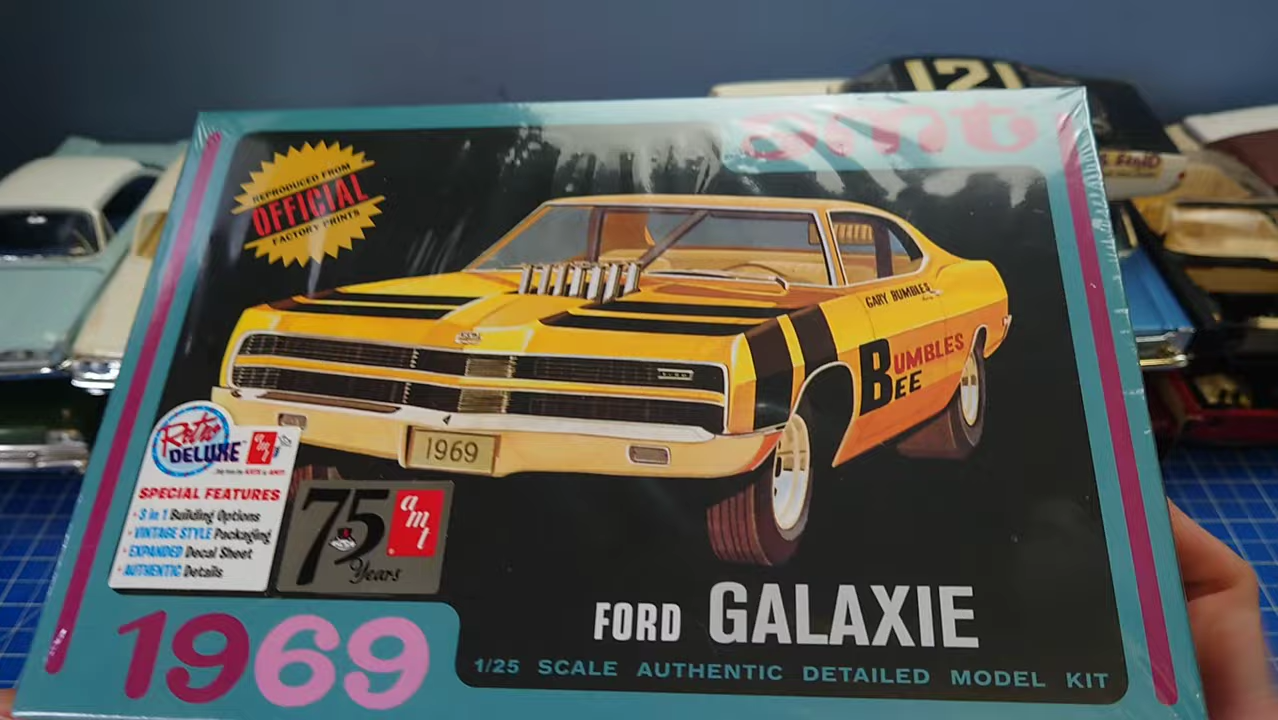 121
amt
REPRODUCED FROM
OFFICIAL
FACTORY PRINTS
GARY BUMBLES
BUMBLES
BEE
1969
Retro
DELUXE
amt
SPECIAL FEATURES
• 3 in 1 Building Options
• VINTAGE STYLE Packaging
• EXPANDED Decal Sheet
• AUTHENTIC Details
75
Years
amt
FORD GALAXIE
1969
1/25 SCALE AUTHENTIC DETAILED MODEL KIT